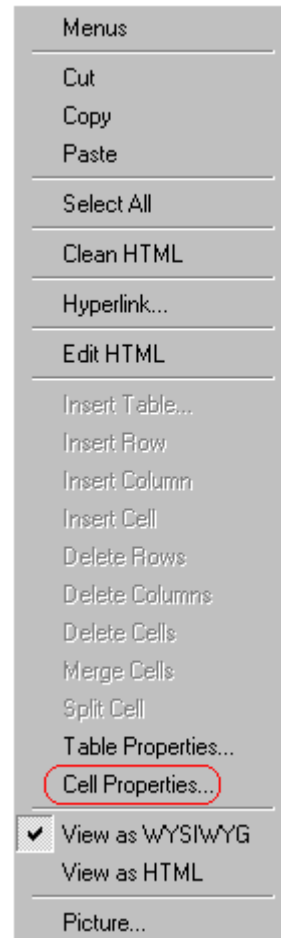 Menus
Cut
Copy
Paste
Select All
Clean HTML
Hyperlink...
Edit HTML
Insert Table...
Insert Row
Insert Column
Insert Cell
Delete Rows
Delete Columns
Delete Cells
Merge Cells
Split Cell
Table Properties...
Cell Properties...
View as WYSIWYG
View as HTML
Picture...